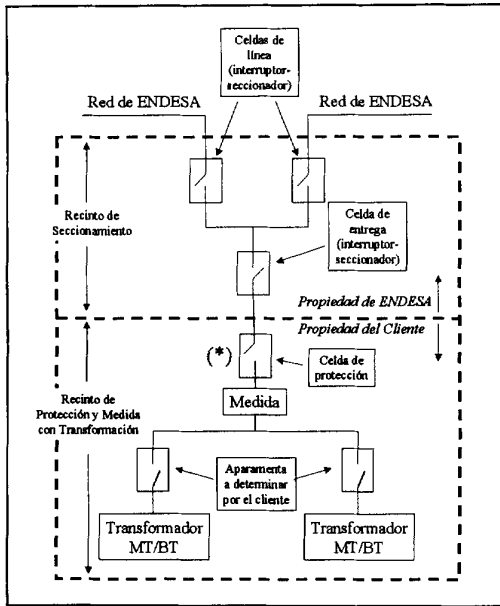 Celdas de
línea
(interruptor-
seccionador)
Red de ENDESA
Red de ENDESA
Recinto de
Seccionamiento
Celda de
entrega
(interruptor-
seccionador)
Propiedad de ENDESA
Propiedad del Cliente
(*)
Celda de
protección
Recinto de
Protección y Medida
con Transformación
Medida
Aparamenta
a determinar
por el cliente
Transformador
MT/BT
Transformador
MT/BT